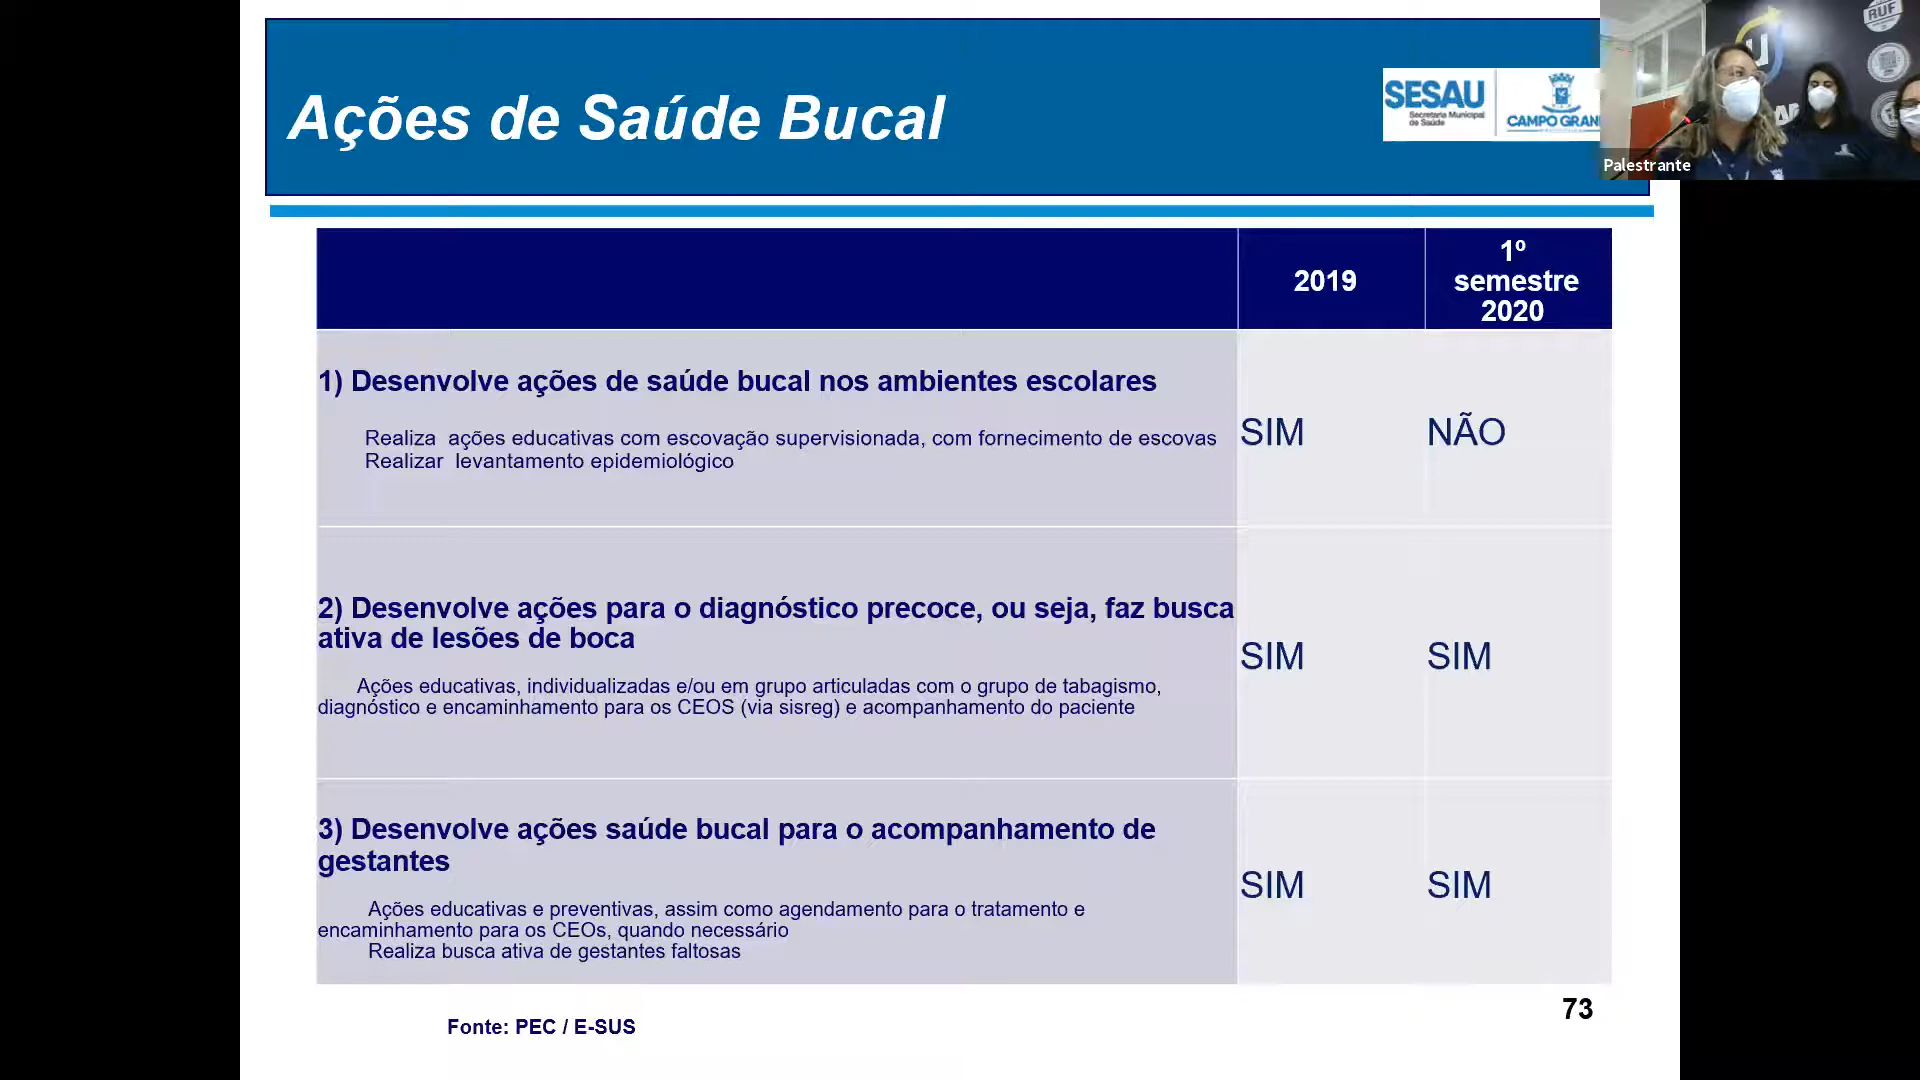 Ações de Saúde Bucal
SESAU
Secretaria Municipal
de Saúde
CAMPO GRAN
RUF
Palestrante
2019
1º
semestre
2020
1) Desenvolve ações de saúde bucal nos ambientes escolares
Realiza ações educativas com escovação supervisionada, com fornecimento de escovas
Realizar levantamento epidemiológico
SIM
NÃO
2) Desenvolve ações para o diagnóstico precoce, ou seja, faz busca
ativa de lesões de boca
Ações educativas, individualizadas e/ou em grupo articuladas com o grupo de tabagismo,
diagnóstico e encaminhamento para os CEOS (via sisreg) e acompanhamento do paciente
SIM
SIM
3) Desenvolve ações saúde bucal para o acompanhamento de
gestantes
Ações educativas e preventivas, assim como agendamento para o tratamento e
encaminhamento para os CEOs, quando necessário
Realiza busca ativa de gestantes faltosas
SIM
SIM
73
Fonte: PEC / E-SUS